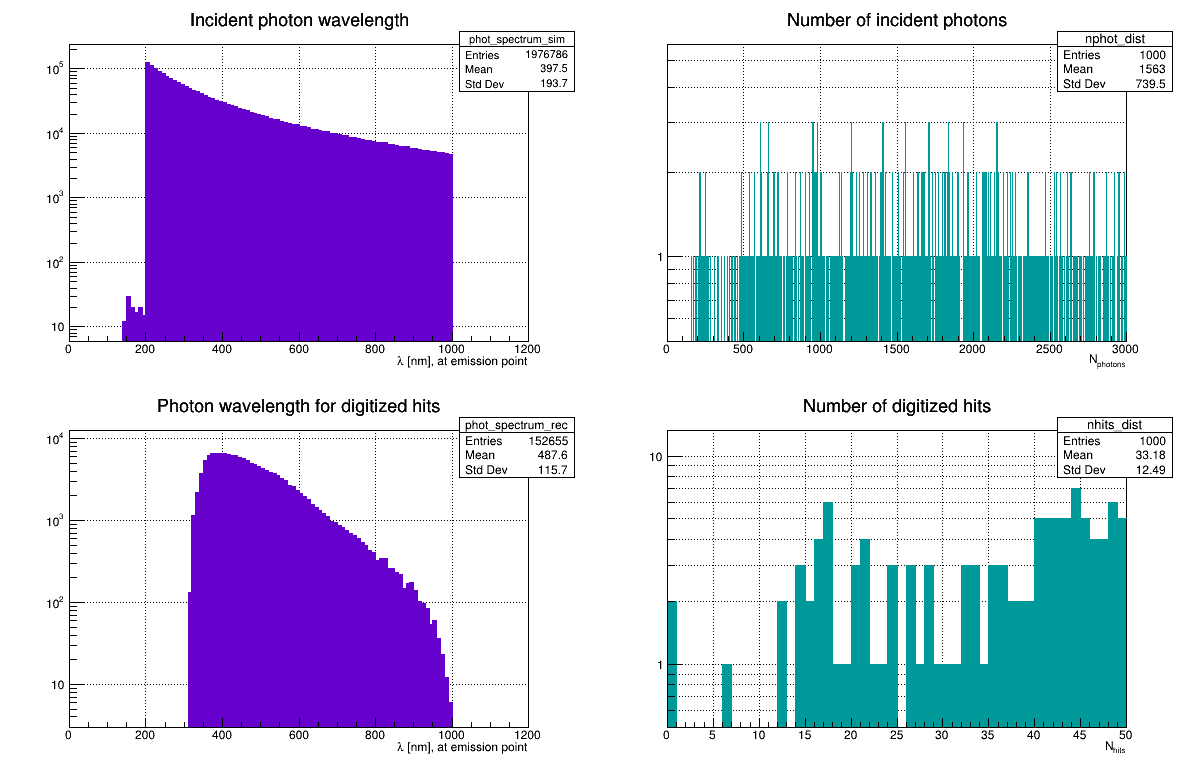 Incident photon wavelength
phot_spectrum_sim
Entries 1976786
Mean 397.5
Std Dev 193.7
10^5
10^4
10^3
10^2
10
0 200 400 600 800 1000 1200
λ [nm], at emission point
Number of incident photons
nphot_dist
Entries 1000
Mean 1563
Std Dev 739.5
1
0 500 1000 1500 2000 2500 3000
N_photons
Photon wavelength for digitized hits
phot_spectrum_rec
Entries 152655
Mean 487.6
Std Dev 115.7
10^4
10^3
10^2
10
0 200 400 600 800 1000 1200
λ [nm], at emission point
Number of digitized hits
nhits_dist
Entries 1000
Mean 33.18
Std Dev 12.49
10
1
0 5 10 15 20 25 30 35 40 45 50
N_hits